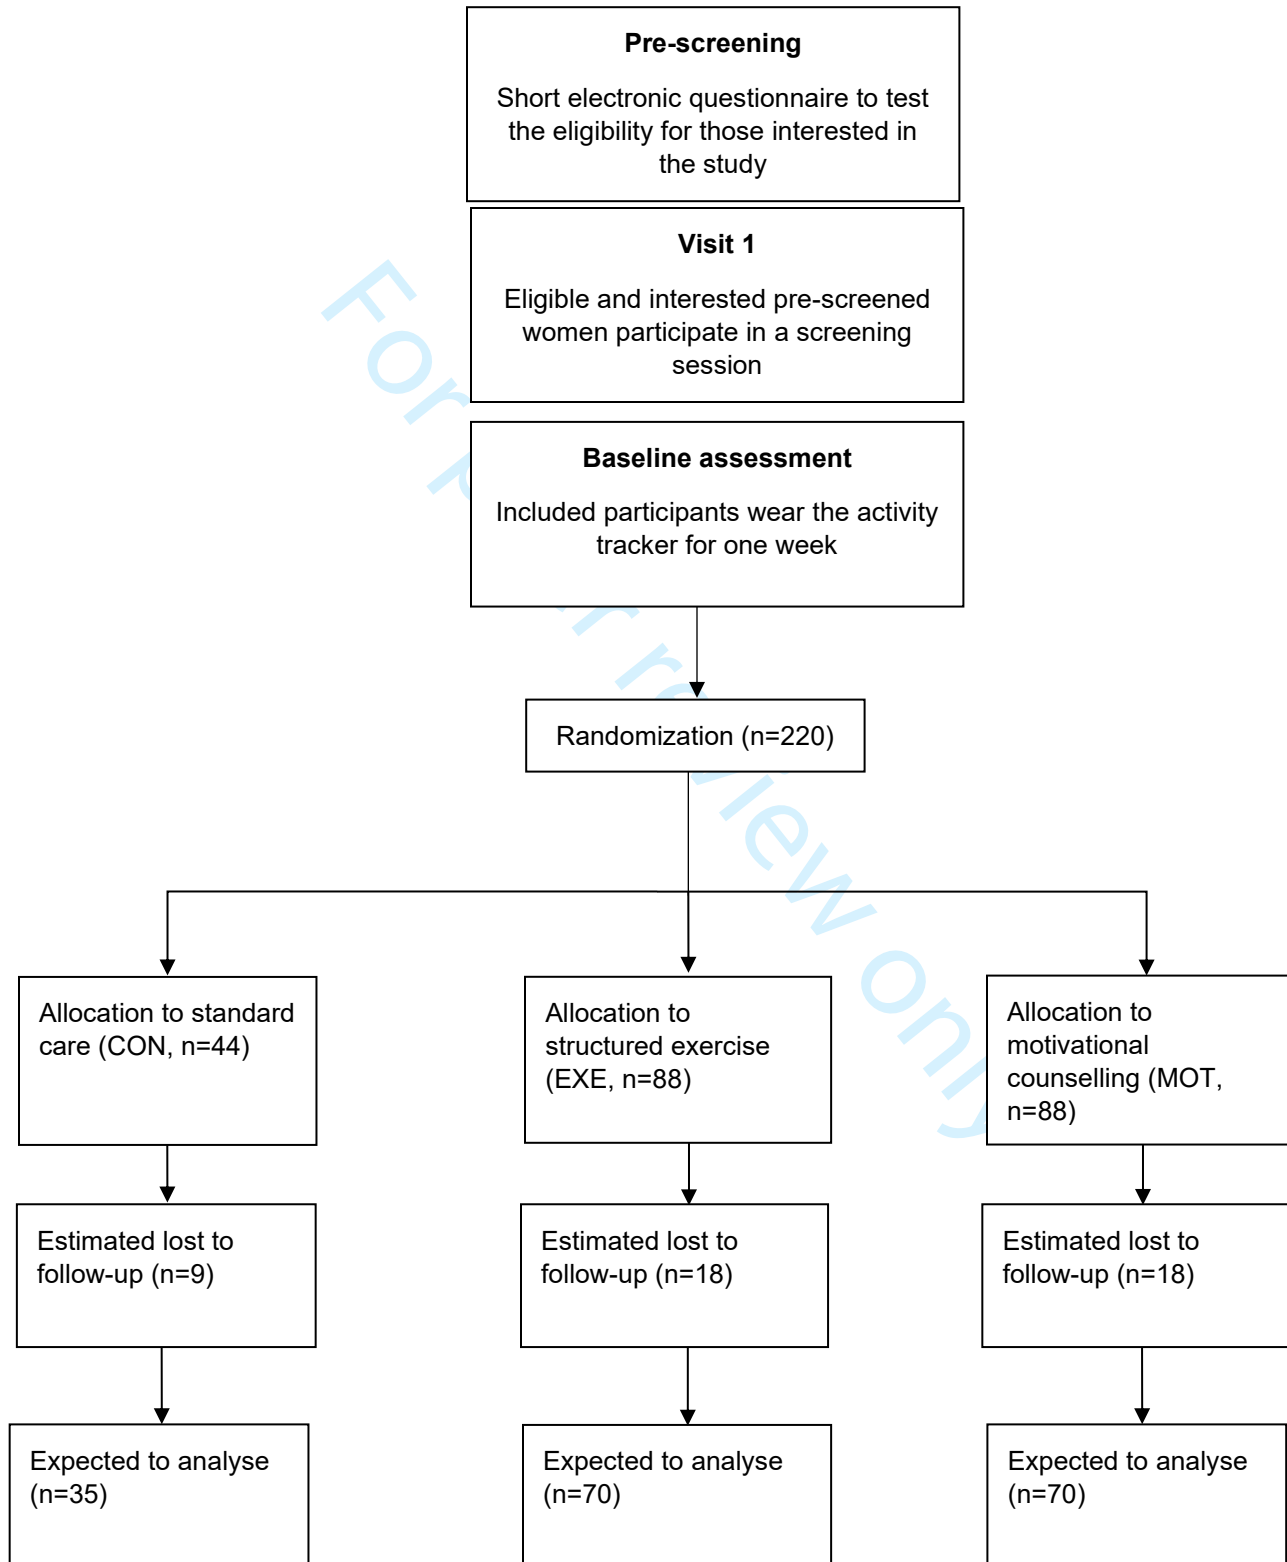 Pre-screening
Short electronic questionnaire to test
the eligibility for those interested in
the study
Visit 1
Eligible and interested pre-screened
women participate in a screening
session
Baseline assessment
Included participants wear the activity
tracker for one week
Randomization (n=220)
Allocation to standard
care (CON, n=44)
Allocation to
structured exercise
(EXE, n=88)
Allocation to
motivational
counselling (MOT,
n=88)
Estimated lost to
follow-up (n=9)
Estimated lost to
follow-up (n=18)
Estimated lost to
follow-up (n=18)
Expected to analyse
(n=35)
Expected to analyse
(n=70)
Expected to analyse
(n=70)
For peer review only